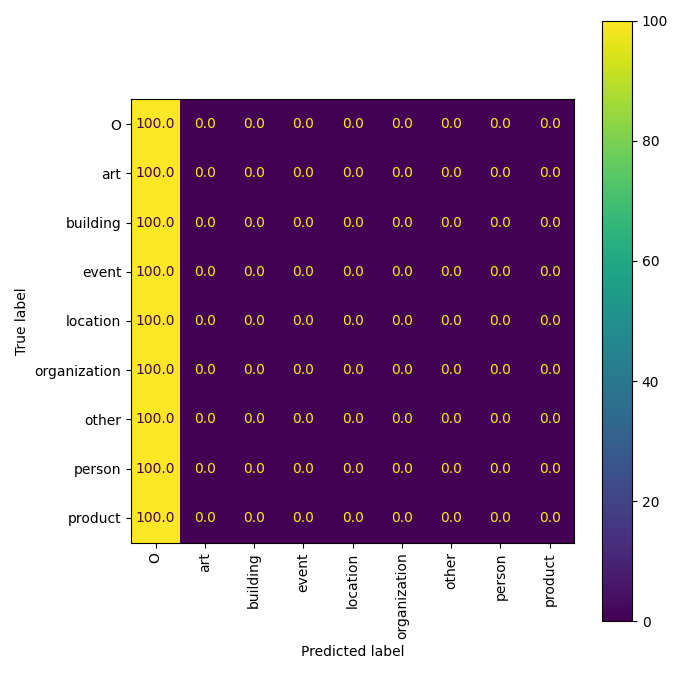 100
80
60
40
20
0
True label
O 100.0 0.0 0.0 0.0 0.0 0.0 0.0 0.0 0.0
art 100.0 0.0 0.0 0.0 0.0 0.0 0.0 0.0 0.0
building 100.0 0.0 0.0 0.0 0.0 0.0 0.0 0.0 0.0
event 100.0 0.0 0.0 0.0 0.0 0.0 0.0 0.0 0.0
location 100.0 0.0 0.0 0.0 0.0 0.0 0.0 0.0 0.0
organization 100.0 0.0 0.0 0.0 0.0 0.0 0.0 0.0 0.0
other 100.0 0.0 0.0 0.0 0.0 0.0 0.0 0.0 0.0
person 100.0 0.0 0.0 0.0 0.0 0.0 0.0 0.0 0.0
product 100.0 0.0 0.0 0.0 0.0 0.0 0.0 0.0 0.0
O art building event location organization other person product
Predicted label